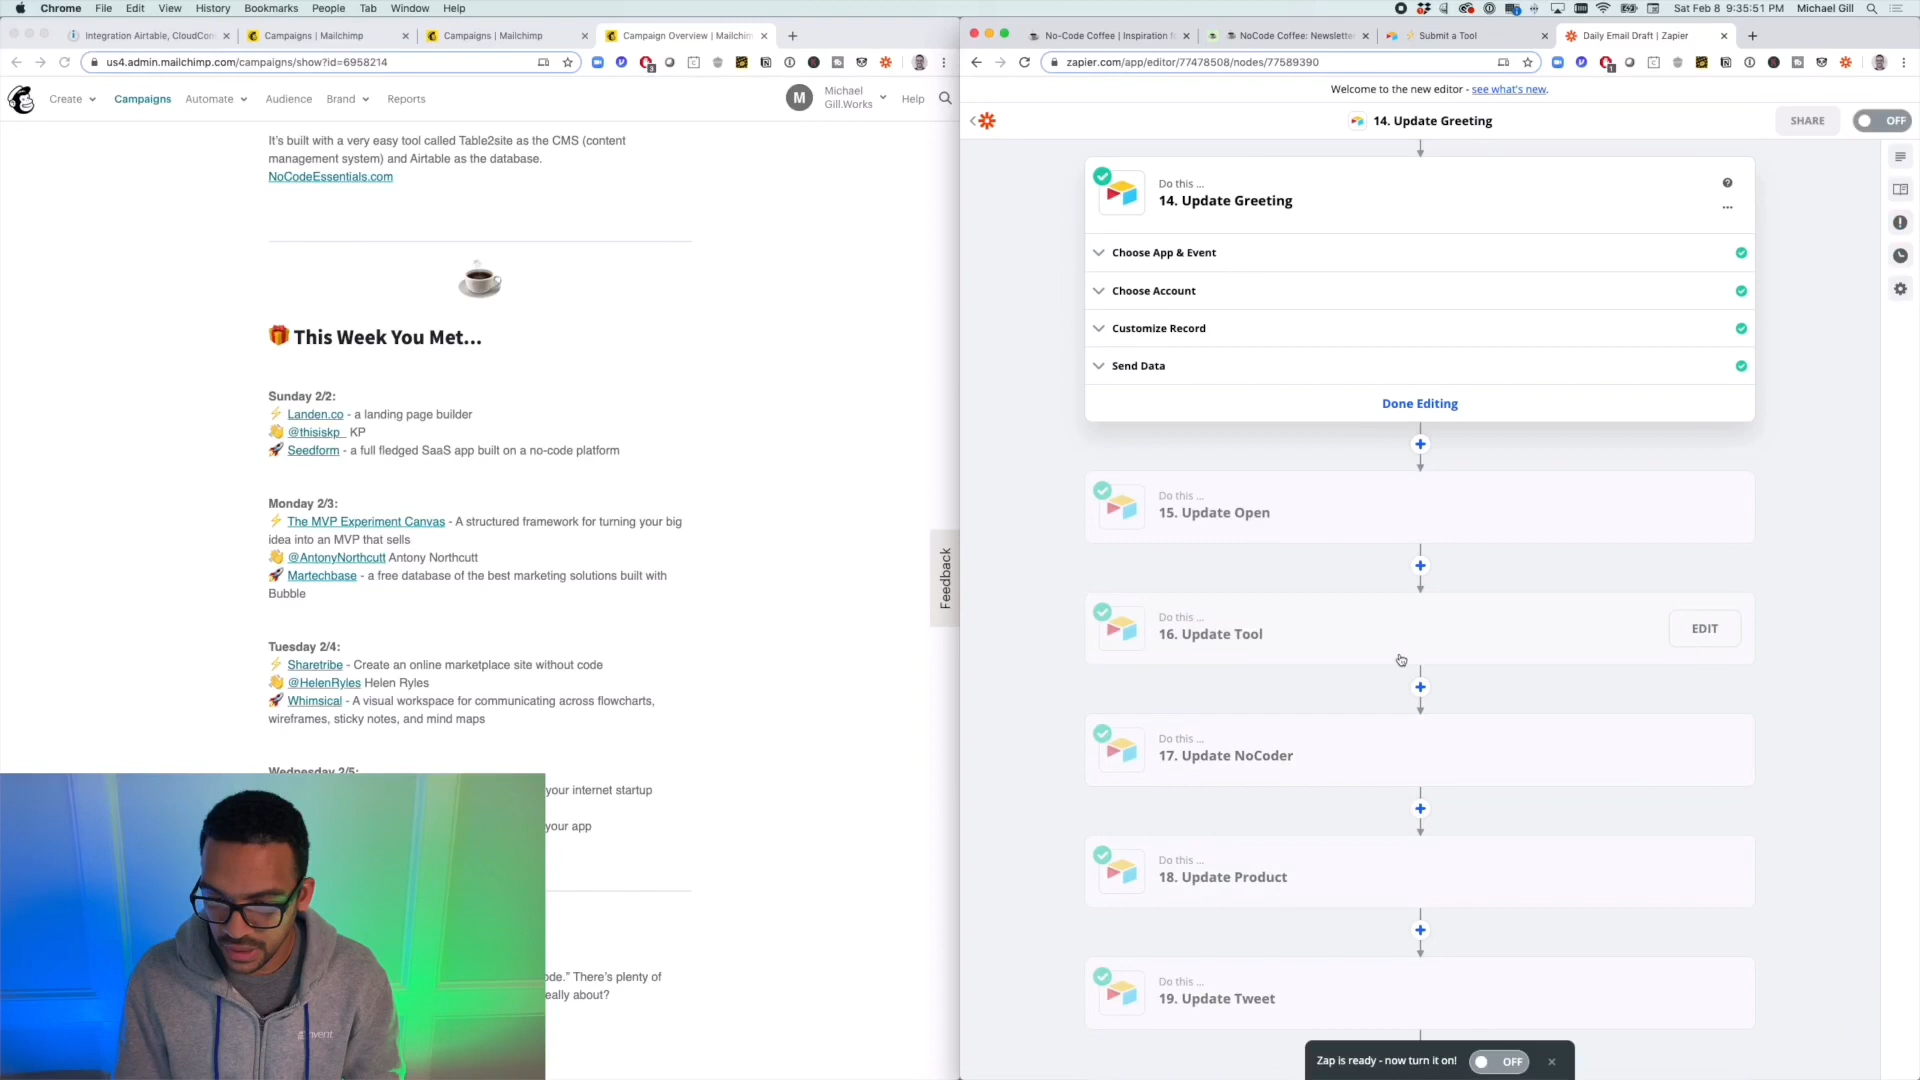 Chrome File Edit View History Bookmarks People Tab Window Help
Sat Feb 8 9:35:51 PM Michael Gill
Integration Airtable, CloudCon
Campaigns | Mailchimp
Campaigns | Mailchimp
Campaign Overview | Mailchim
us4.admin.mailchimp.com/campaigns/show?id=6958214
Create Campaigns Automate Audience Brand Reports
M
Michael
Gill.Works
Help
It's built with a very easy tool called Table2site as the CMS (content
management system) and Airtable as the database.
NoCodeEssentials.com
This Week You Met...
Sunday 2/2:
Landen.co - a landing page builder
@thisiskp_ KP
Seedform - a full fledged SaaS app built on a no-code platform
Monday 2/3:
The MVP Experiment Canvas - A structured framework for turning your big
idea into an MVP that sells
@AntonyNorthcutt Antony Northcutt
Martechbase - a free database of the best marketing solutions built with
Bubble
Tuesday 2/4:
Sharetribe - Create an online marketplace site without code
@HelenRyles Helen Ryles
Whimsical - A visual workspace for communicating across flowcharts,
wireframes, sticky notes, and mind maps
Wednesday 2/5:
your internet startup
your app
ode." There's plenty of
eally about?
Feedback
No-Code Coffee | Inspiration f
NoCode Coffee: Newsletter
Submit a Tool
Daily Email Draft | Zapier
zapier.com/app/editor/77478508/nodes/77589390
Welcome to the new editor - see what's new.
14. Update Greeting
SHARE
OFF
Do this ...
14. Update Greeting
Choose App & Event
Choose Account
Customize Record
Send Data
Done Editing
Do this ...
15. Update Open
Do this ...
16. Update Tool
EDIT
Do this ...
17. Update NoCoder
Do this ...
18. Update Product
Do this ...
19. Update Tweet
Zap is ready - now turn it on! OFF